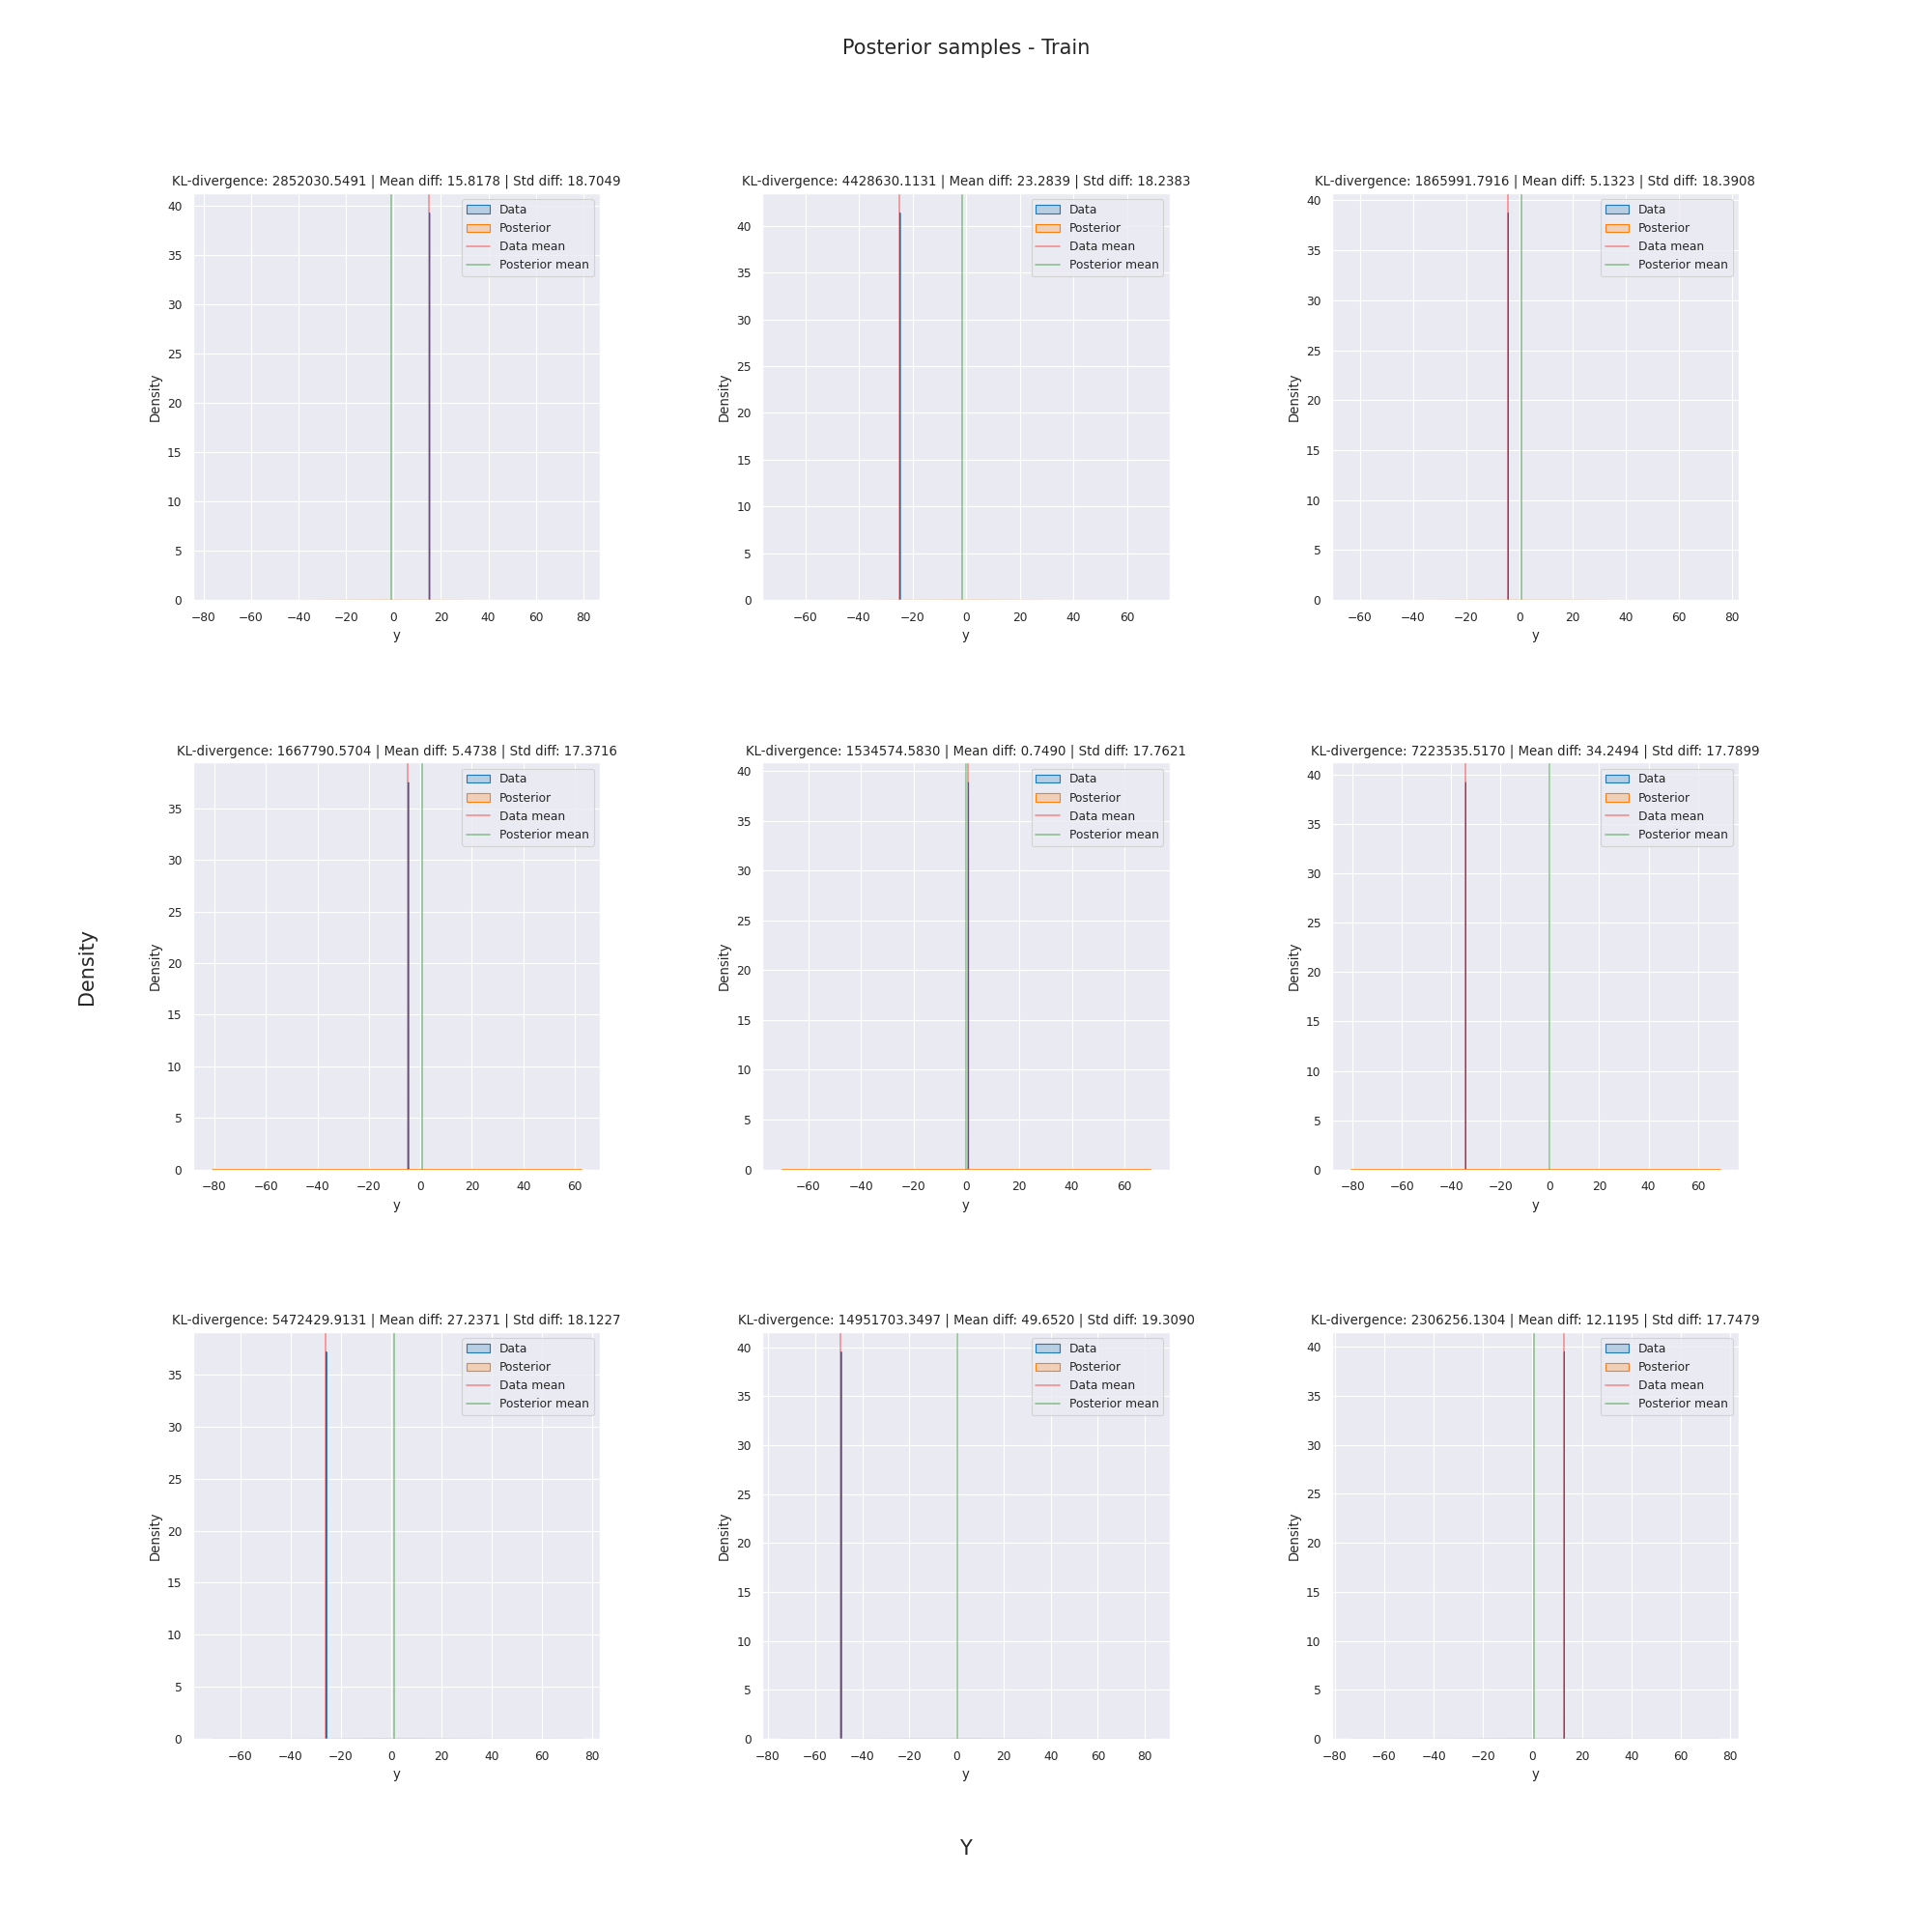 Posterior samples - Train
KL-divergence: 2852030.5491 | Mean diff: 15.8178 | Std diff: 18.7049
40
35
30
25
20
15
10
5
0
Density
−80 −60 −40 −20 0 20 40 60 80
y
Data
Posterior
Data mean
Posterior mean
KL-divergence: 4428630.1131 | Mean diff: 23.2839 | Std diff: 18.2383
40
35
30
25
20
15
10
5
0
Density
−60 −40 −20 0 20 40 60
y
Data
Posterior
Data mean
Posterior mean
KL-divergence: 1865991.7916 | Mean diff: 5.1323 | Std diff: 18.3908
40
35
30
25
20
15
10
5
0
Density
−60 −40 −20 0 20 40 60 80
y
Data
Posterior
Data mean
Posterior mean
Density
KL-divergence: 1667790.5704 | Mean diff: 5.4738 | Std diff: 17.3716
35
30
25
20
15
10
5
0
Density
−80 −60 −40 −20 0 20 40 60
y
Data
Posterior
Data mean
Posterior mean
KL-divergence: 1534574.5830 | Mean diff: 0.7490 | Std diff: 17.7621
40
35
30
25
20
15
10
5
0
Density
−60 −40 −20 0 20 40 60
y
Data
Posterior
Data mean
Posterior mean
KL-divergence: 7223535.5170 | Mean diff: 34.2494 | Std diff: 17.7899
40
35
30
25
20
15
10
5
0
Density
−80 −60 −40 −20 0 20 40 60
y
Data
Posterior
Data mean
Posterior mean
KL-divergence: 5472429.9131 | Mean diff: 27.2371 | Std diff: 18.1227
35
30
25
20
15
10
5
0
Density
−60 −40 −20 0 20 40 60 80
y
Data
Posterior
Data mean
Posterior mean
KL-divergence: 14951703.3497 | Mean diff: 49.6520 | Std diff: 19.3090
40
35
30
25
20
15
10
5
0
Density
−80 −60 −40 −20 0 20 40 60 80
y
Data
Posterior
Data mean
Posterior mean
KL-divergence: 2306256.1304 | Mean diff: 12.1195 | Std diff: 17.7479
40
35
30
25
20
15
10
5
0
Density
−80 −60 −40 −20 0 20 40 60 80
y
Data
Posterior
Data mean
Posterior mean
Y